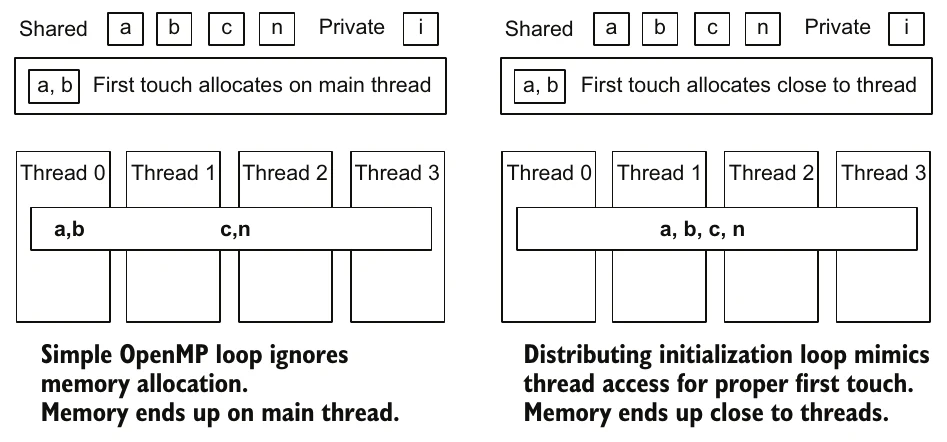 Shared a b c n Private i
a, b First touch allocates on main thread
Thread 0 Thread 1 Thread 2 Thread 3
a,b c,n
Simple OpenMP loop ignores
memory allocation.
Memory ends up on main thread.
Shared a b c n Private i
a, b First touch allocates close to thread
Thread 0 Thread 1 Thread 2 Thread 3
a, b, c, n
Distributing initialization loop mimics
thread access for proper first touch.
Memory ends up close to threads.